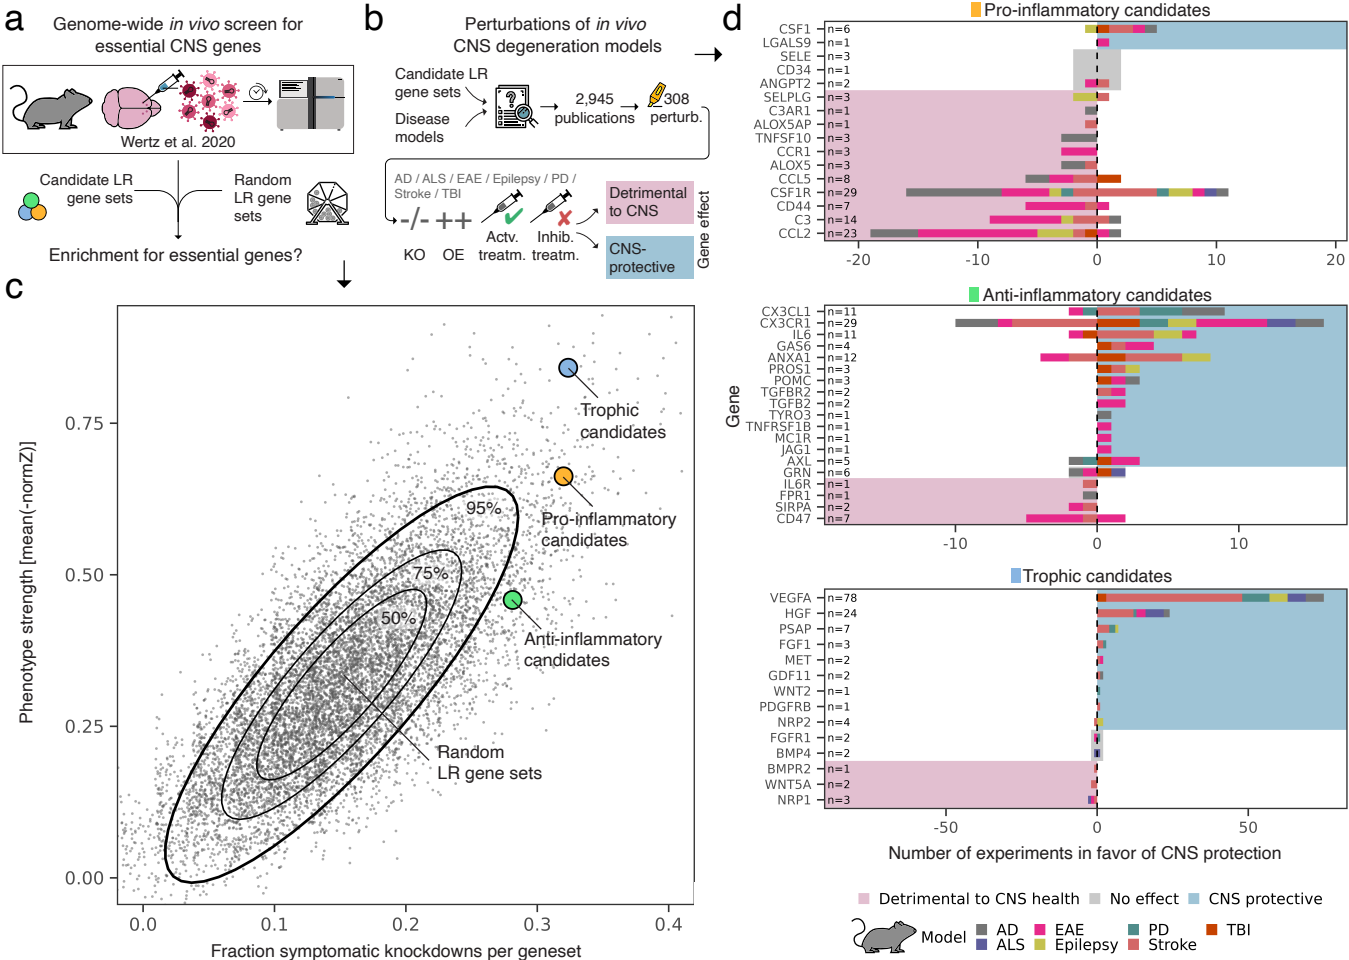 a
Genome-wide in vivo screen for
essential CNS genes
Wertz et al. 2020
Candidate LR
gene sets
Random
LR gene
sets
Enrichment for essential genes?
b
Perturbations of in vivo
CNS degeneration models
Candidate LR
gene sets
Disease
models
?
2,945
publications
308
perturb.
AD / ALS / EAE / Epilepsy / PD /
Stroke / TBI
-/-
++
KO
OE
Actv.
treatm.
Inhib.
treatm.
Detrimental
to CNS
CNS-
protective
Gene effect
c
Phenotype strength [mean(-normZ)]
0.75
0.50
0.25
0.00
95%
75%
50%
Trophic
candidates
Pro-inflammatory
candidates
Anti-inflammatory
candidates
Random
LR gene sets
0.0 0.1 0.2 0.3 0.4
Fraction symptomatic knockdowns per geneset
d
Pro-inflammatory candidates
CSF1 n=6
LGALS9 n=1
SELE n=3
CD34 n=1
ANGPT2 n=2
SELPLG n=3
C3AR1 n=1
ALOX5AP n=1
TNFSF10 n=3
CCR1 n=3
ALOX5 n=3
CCL5 n=8
CSF1R n=29
CD44 n=7
C3 n=14
CCL2 n=23
-20 -10 0 10 20
Anti-inflammatory candidates
Gene
CX3CL1 n=11
CX3CR1 n=29
IL6 n=11
GAS6 n=4
ANXA1 n=12
PROS1 n=3
POMC n=3
TGFBR2 n=2
TGFB2 n=2
TYRO3 n=1
TNFRSF1B n=1
MC1R n=1
JAG1 n=1
AXL n=5
GRN n=6
IL6R n=1
FPR1 n=1
SIRPA n=2
CD47 n=7
-10 0 10
Trophic candidates
VEGFA n=78
HGF n=24
PSAP n=7
FGF1 n=3
MET n=2
GDF11 n=2
WNT2 n=1
PDGFRB n=1
NRP2 n=4
FGFR1 n=2
BMP4 n=2
BMPR2 n=1
WNT5A n=2
NRP1 n=3
-50 0 50
Number of experiments in favor of CNS protection
Detrimental to CNS health No effect CNS protective
Model AD EAE PD TBI
ALS Epilepsy Stroke